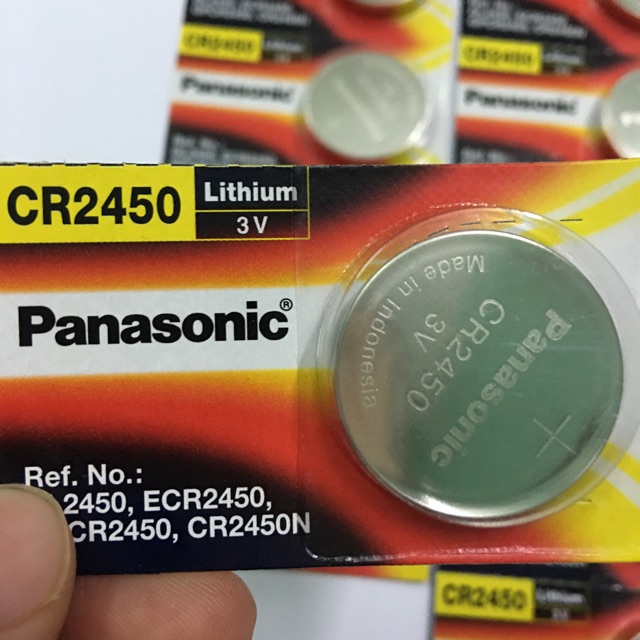 CR2450
Lithium
Panasonic
CR2450
Panasonic
CR2450
Lithium
3V
Panasonic®
Ref. No.:
2450, ECR2450,
CR2450, CR2450N
Made in Indonesia
CR2450
3V
Panasonic
+
CR2450
Lithium